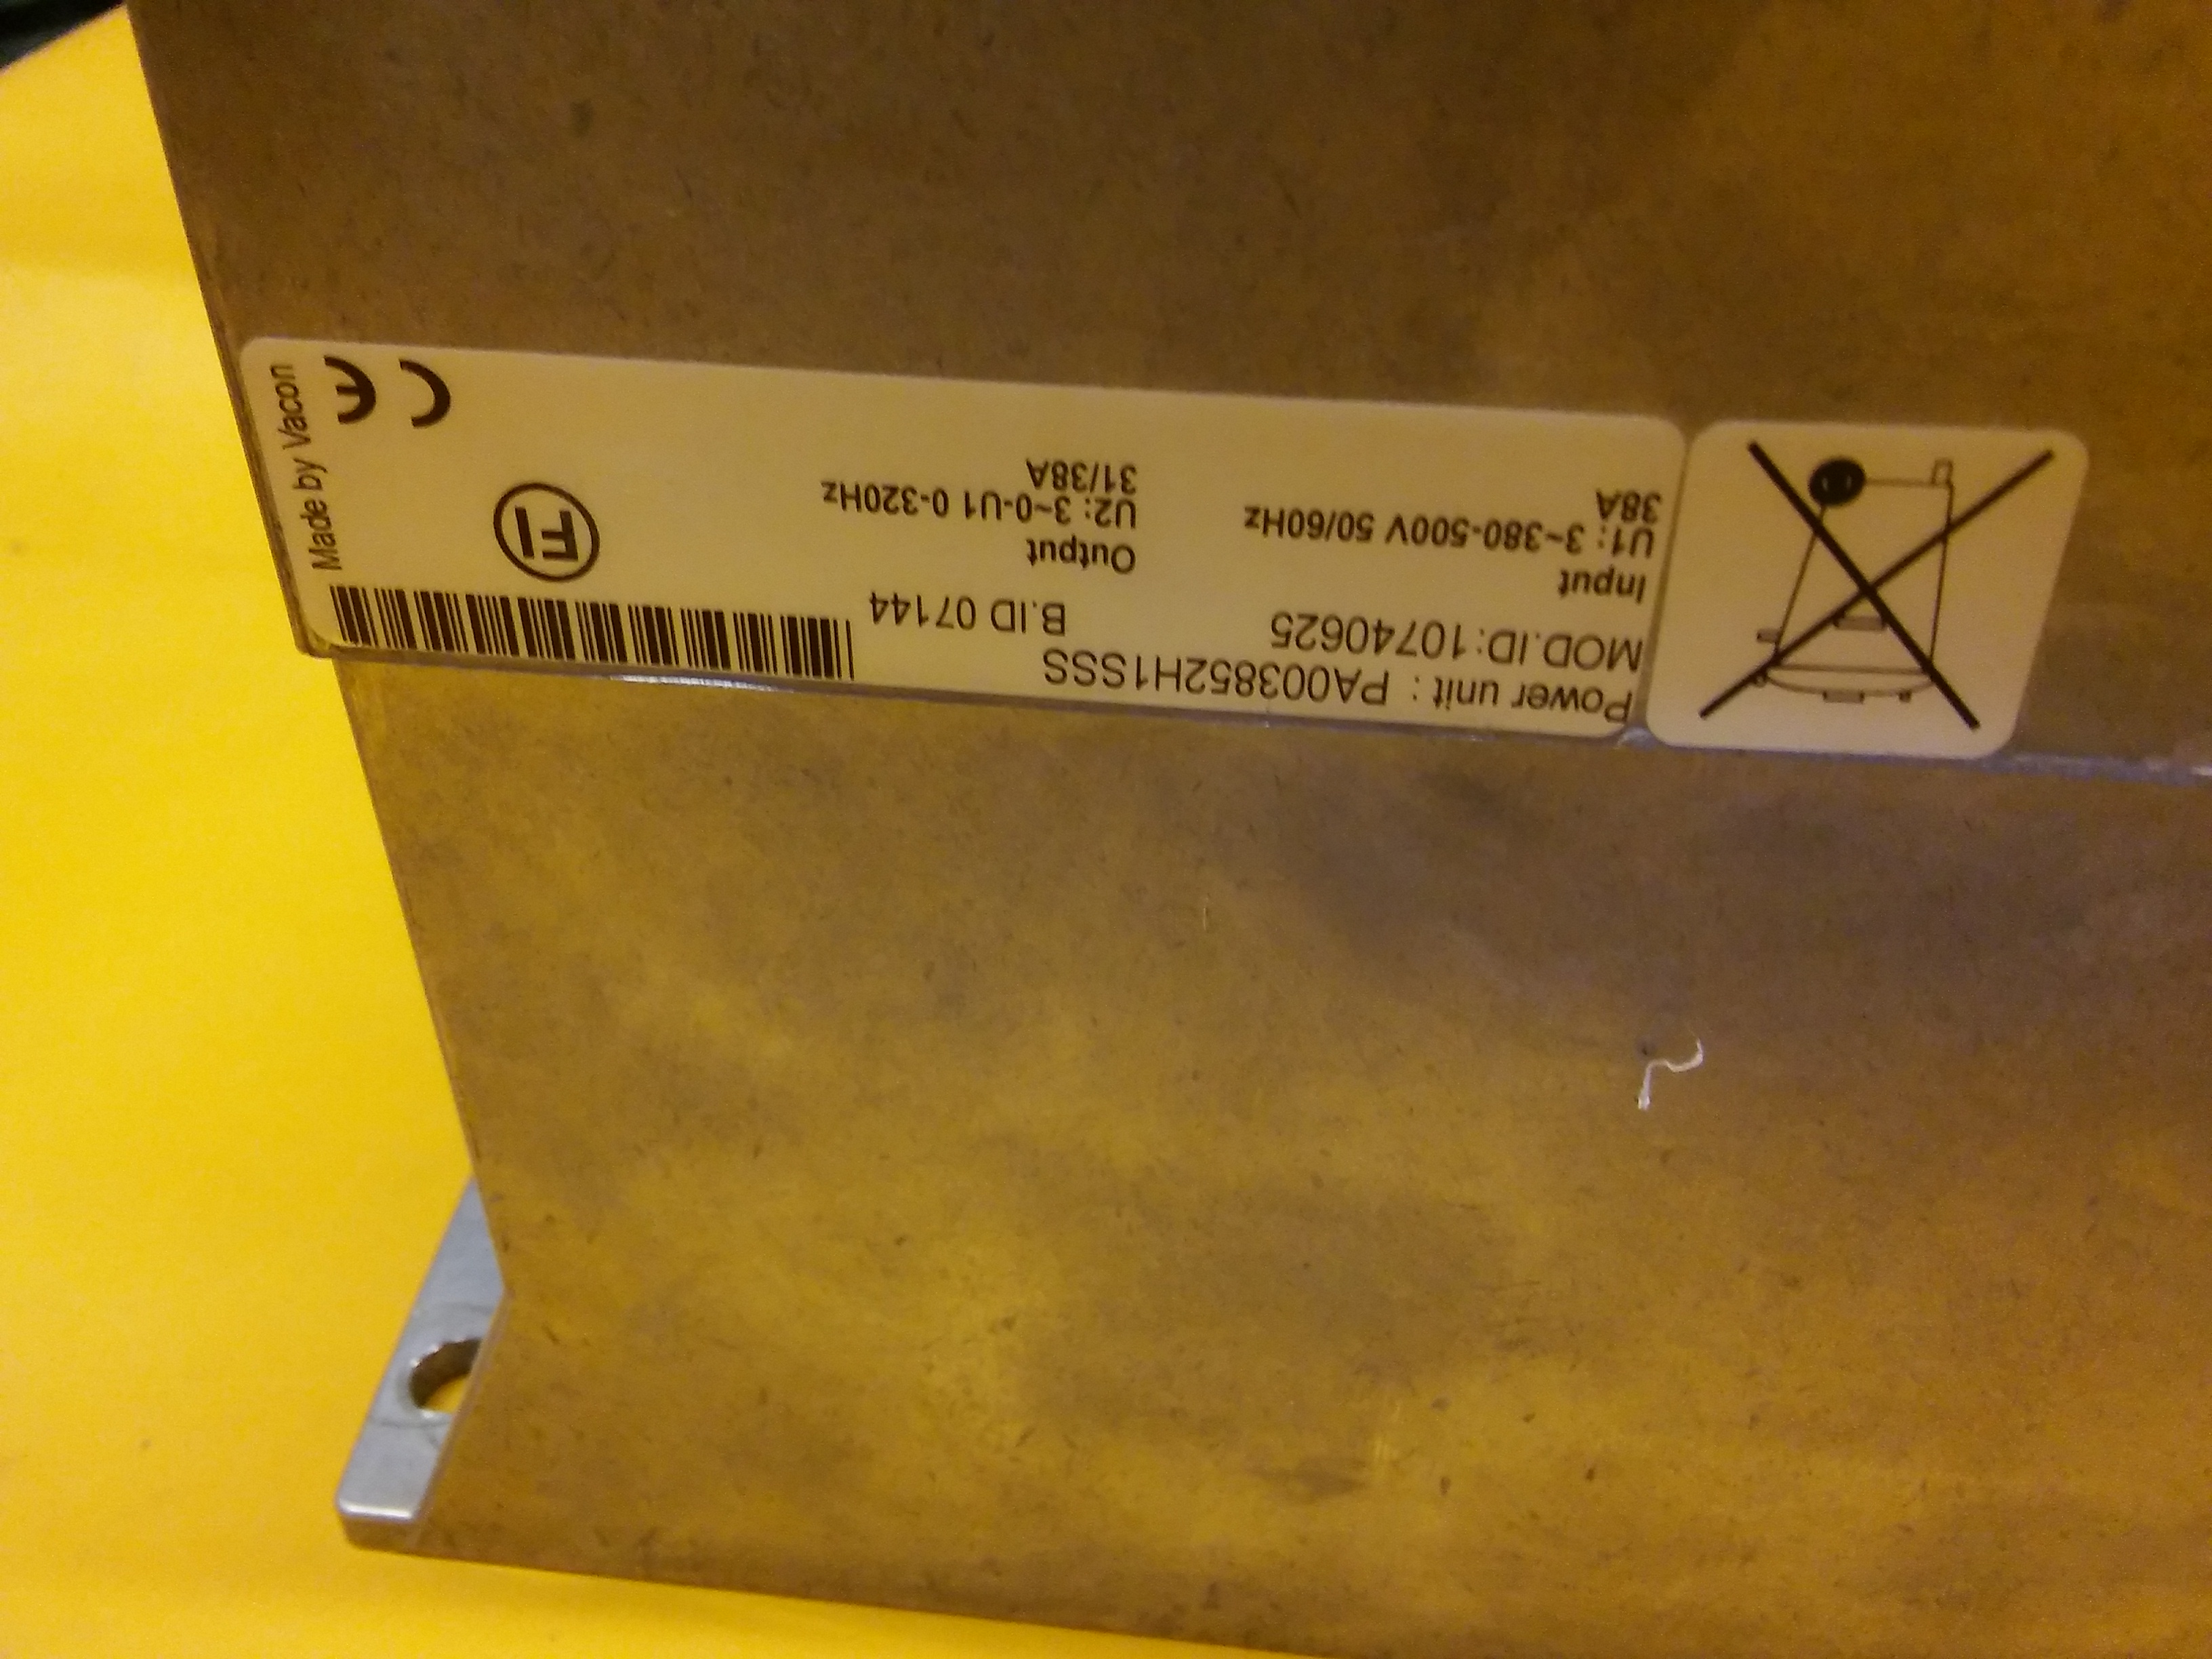 Power unit : PA003852H1SSS
MOD.ID:10740625
B.ID 07144
Input
U1: 3~380-500V 50/60Hz
38A
Output
U2: 3~0-U1 0-320Hz
31/38A
FI
CE
Made by Vacon